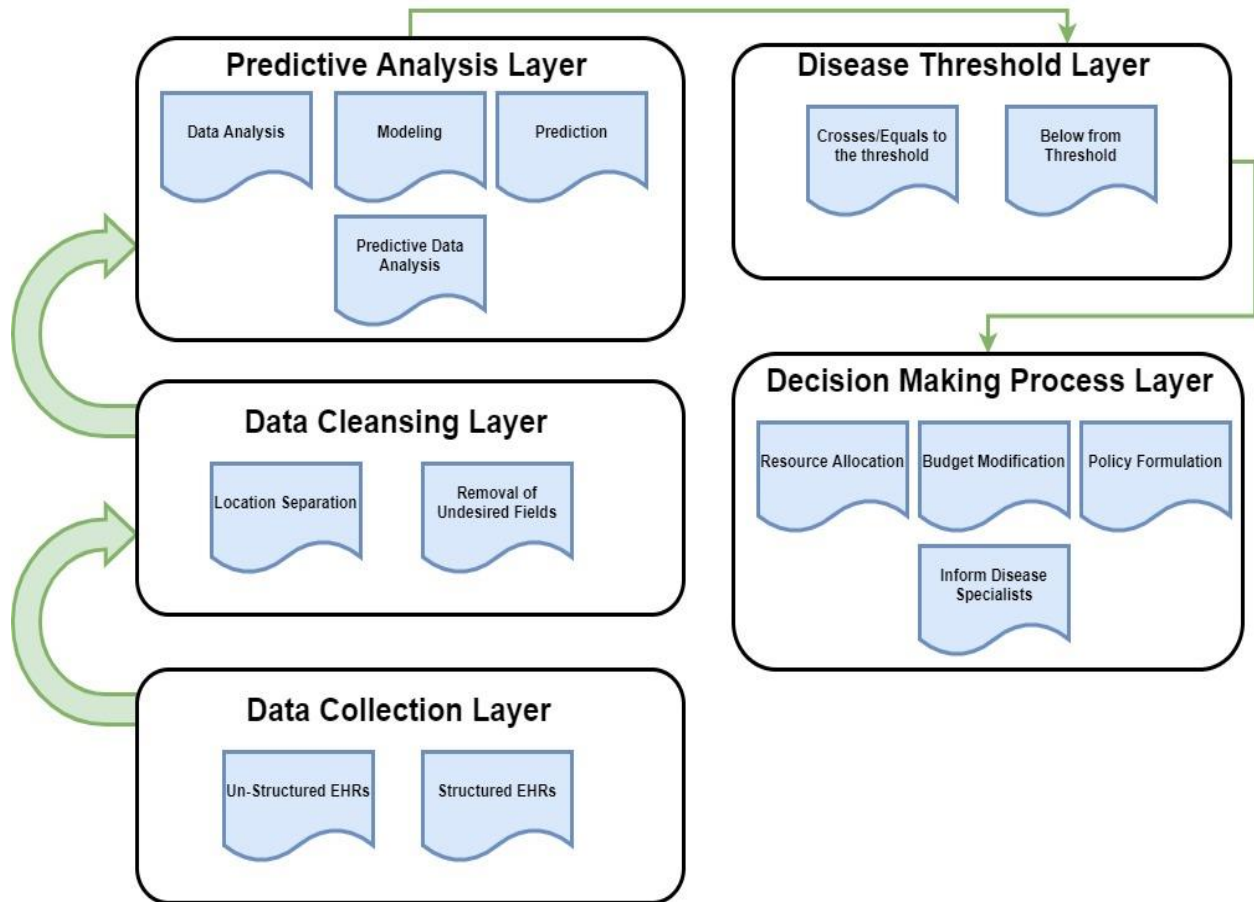 Predictive Analysis Layer
Data Analysis
Modeling
Prediction
Predictive Data
Analysis
Disease Threshold Layer
Crosses/Equals to
the threshold
Below from
Threshold
Data Cleansing Layer
Location Separation
Removal of
Undesired Fields
Decision Making Process Layer
Resource Allocation
Budget Modification
Policy Formulation
Inform Disease
Specialists
Data Collection Layer
Un-Structured EHRs
Structured EHRs